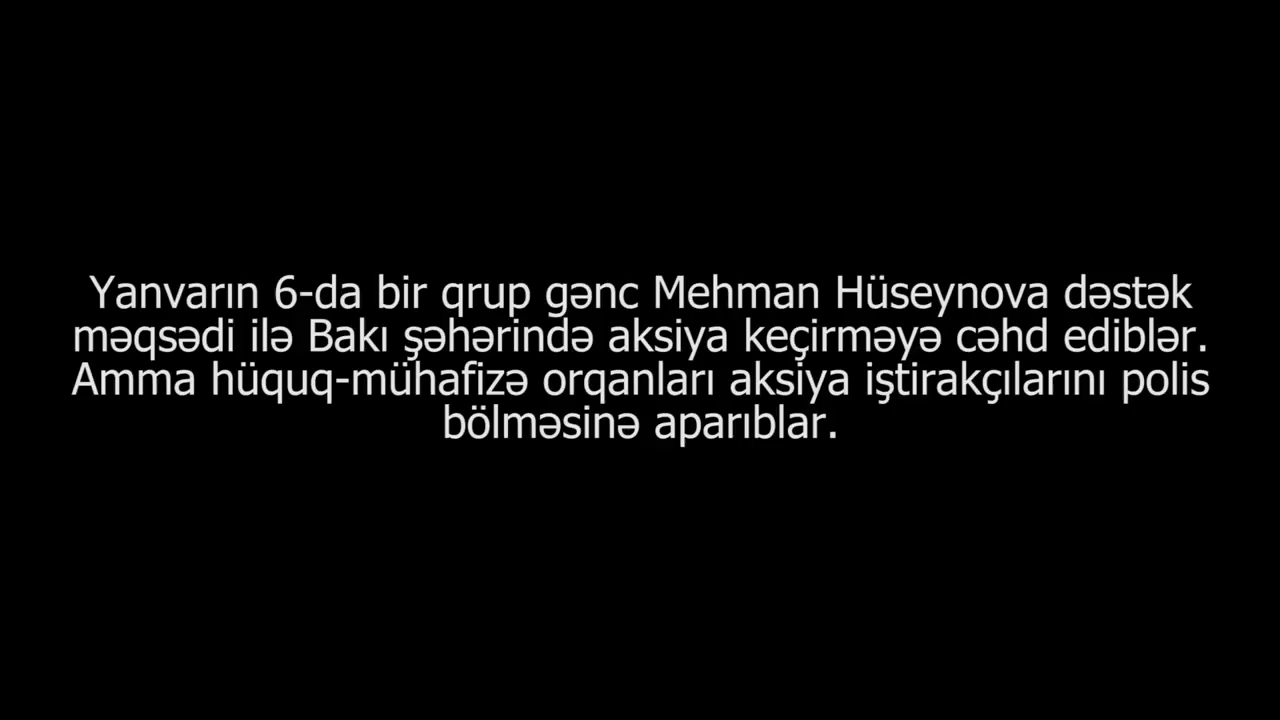 Yanvarın 6-da bir qrup gənc Mehman Hüseynova dəstək
məqsədi ilə Bakı şəhərində aksiya keçirməyə cəhd ediblər.
Amma hüquq-mühafizə orqanları aksiya iştirakçılarını polis
bölməsinə aparıblar.